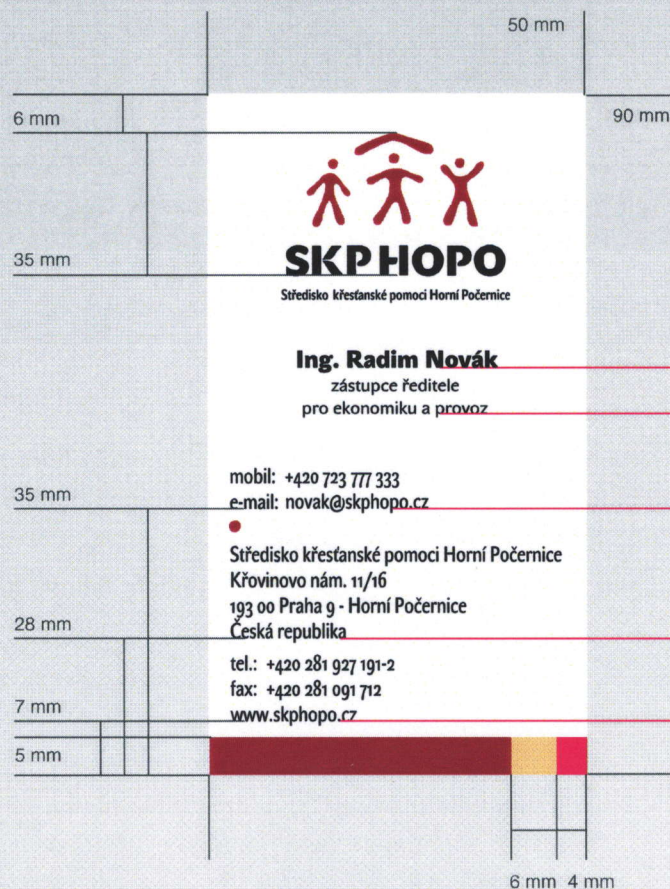 50 mm
6 mm
90 mm
35 mm
SKP HOPO
Středisko křesťanské pomoci Horní Počernice
Ing. Radim Novák
zástupce ředitele
pro ekonomiku a provoz
mobil: +420 723 777 333
35 mm
e-mail: novak@skphopo.cz
Středisko křesťanské pomoci Horní Počernice
Křovinovo nám. 11/16
193 00 Praha 9 - Horní Počernice
28 mm
Česká republika
tel.: +420 281 927 191-2
fax: +420 281 091 712
7 mm
www.skphopo.cz
5 mm
6 mm 4 mm